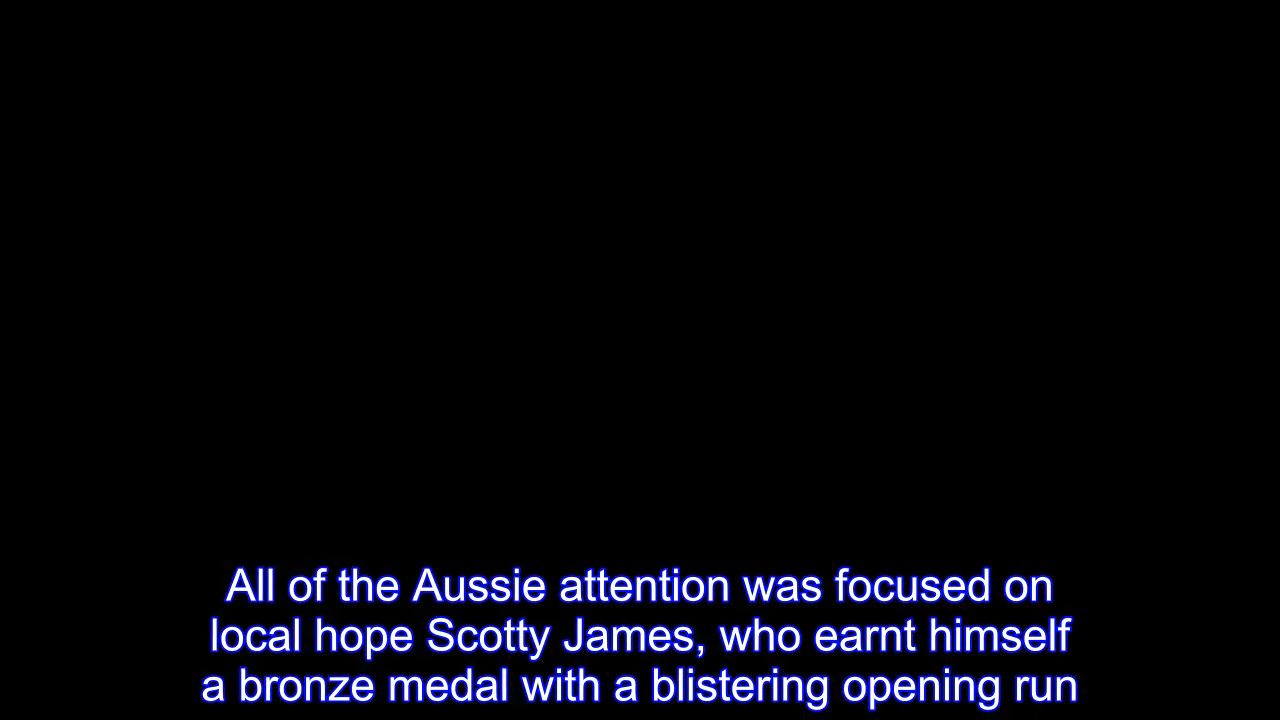 All of the Aussie attention was focused on
local hope Scotty James, who earnt himself
a bronze medal with a blistering opening run